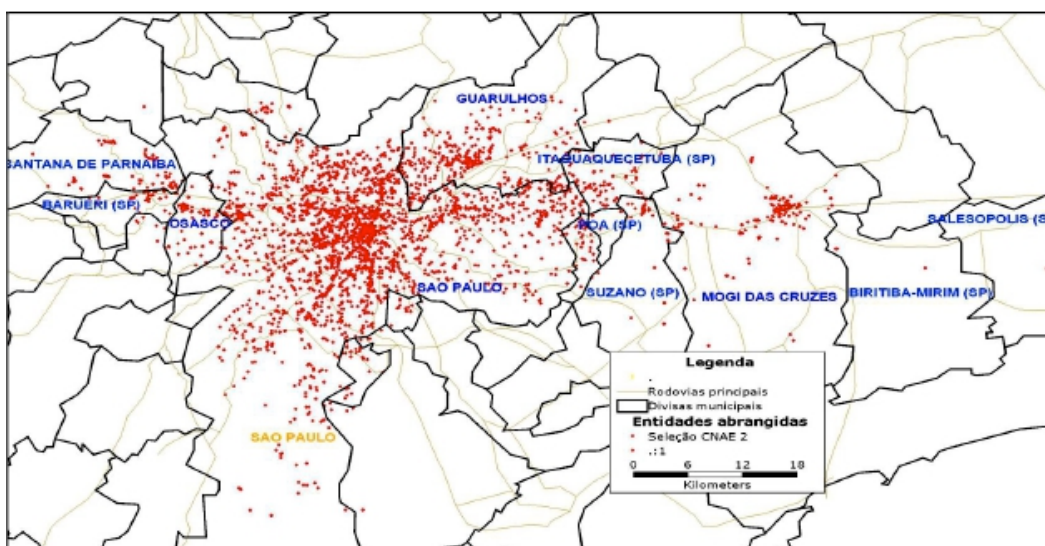 GUARULHOS
SANTANA DE PARNAIBA
ITAQUAQUECETUBA (SP)
BARUERI (SP)
OSASCO
POA (SP)
SALESOPOLIS (S
SAO PAULO
SUZANO (SP)
MOGI DAS CRUZES
BIRITIBA-MIRIM (SP)
SAO PAULO
Legenda
.
Rodovias principais
Divisas municipais
Entidades abrangidas
Seleção CNAE 2
.:1
0 6 12 18
Kilometers